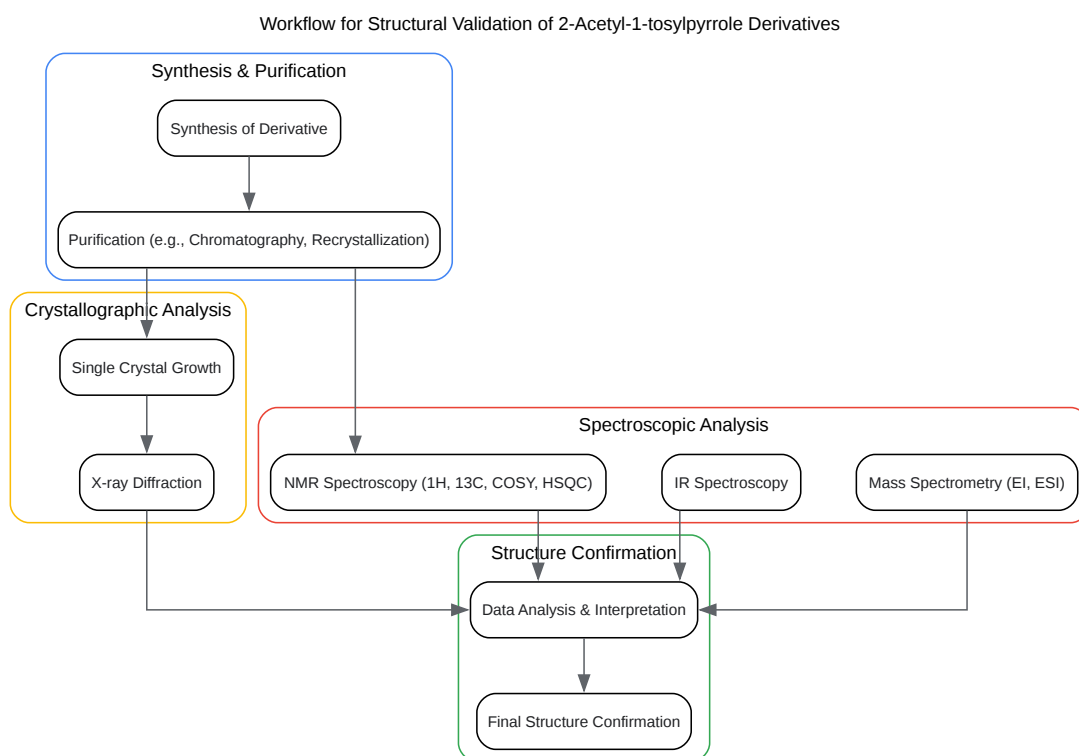 Workflow for Structural Validation of 2-Acetyl-1-tosylpyrrole Derivatives
Synthesis & Purification
Synthesis of Derivative
Purification (e.g., Chromatography, Recrystallization)
Crystallographic Analysis
Single Crystal Growth
X-ray Diffraction
Spectroscopic Analysis
NMR Spectroscopy (1H, 13C, COSY, HSQC)
IR Spectroscopy
Mass Spectrometry (EI, ESI)
Structure Confirmation
Data Analysis & Interpretation
Final Structure Confirmation